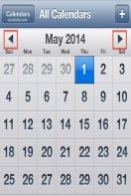 Calendars All Calendars +
May 2014
Sun Mon Tue Wed Thu Fri Sat
27 28 29 30 1 2 3
4 5 6 7 8 9 10
11 12 13 14 15 16 17
18 19 20 21 22 23 24
25 26 27 28 29 30 31